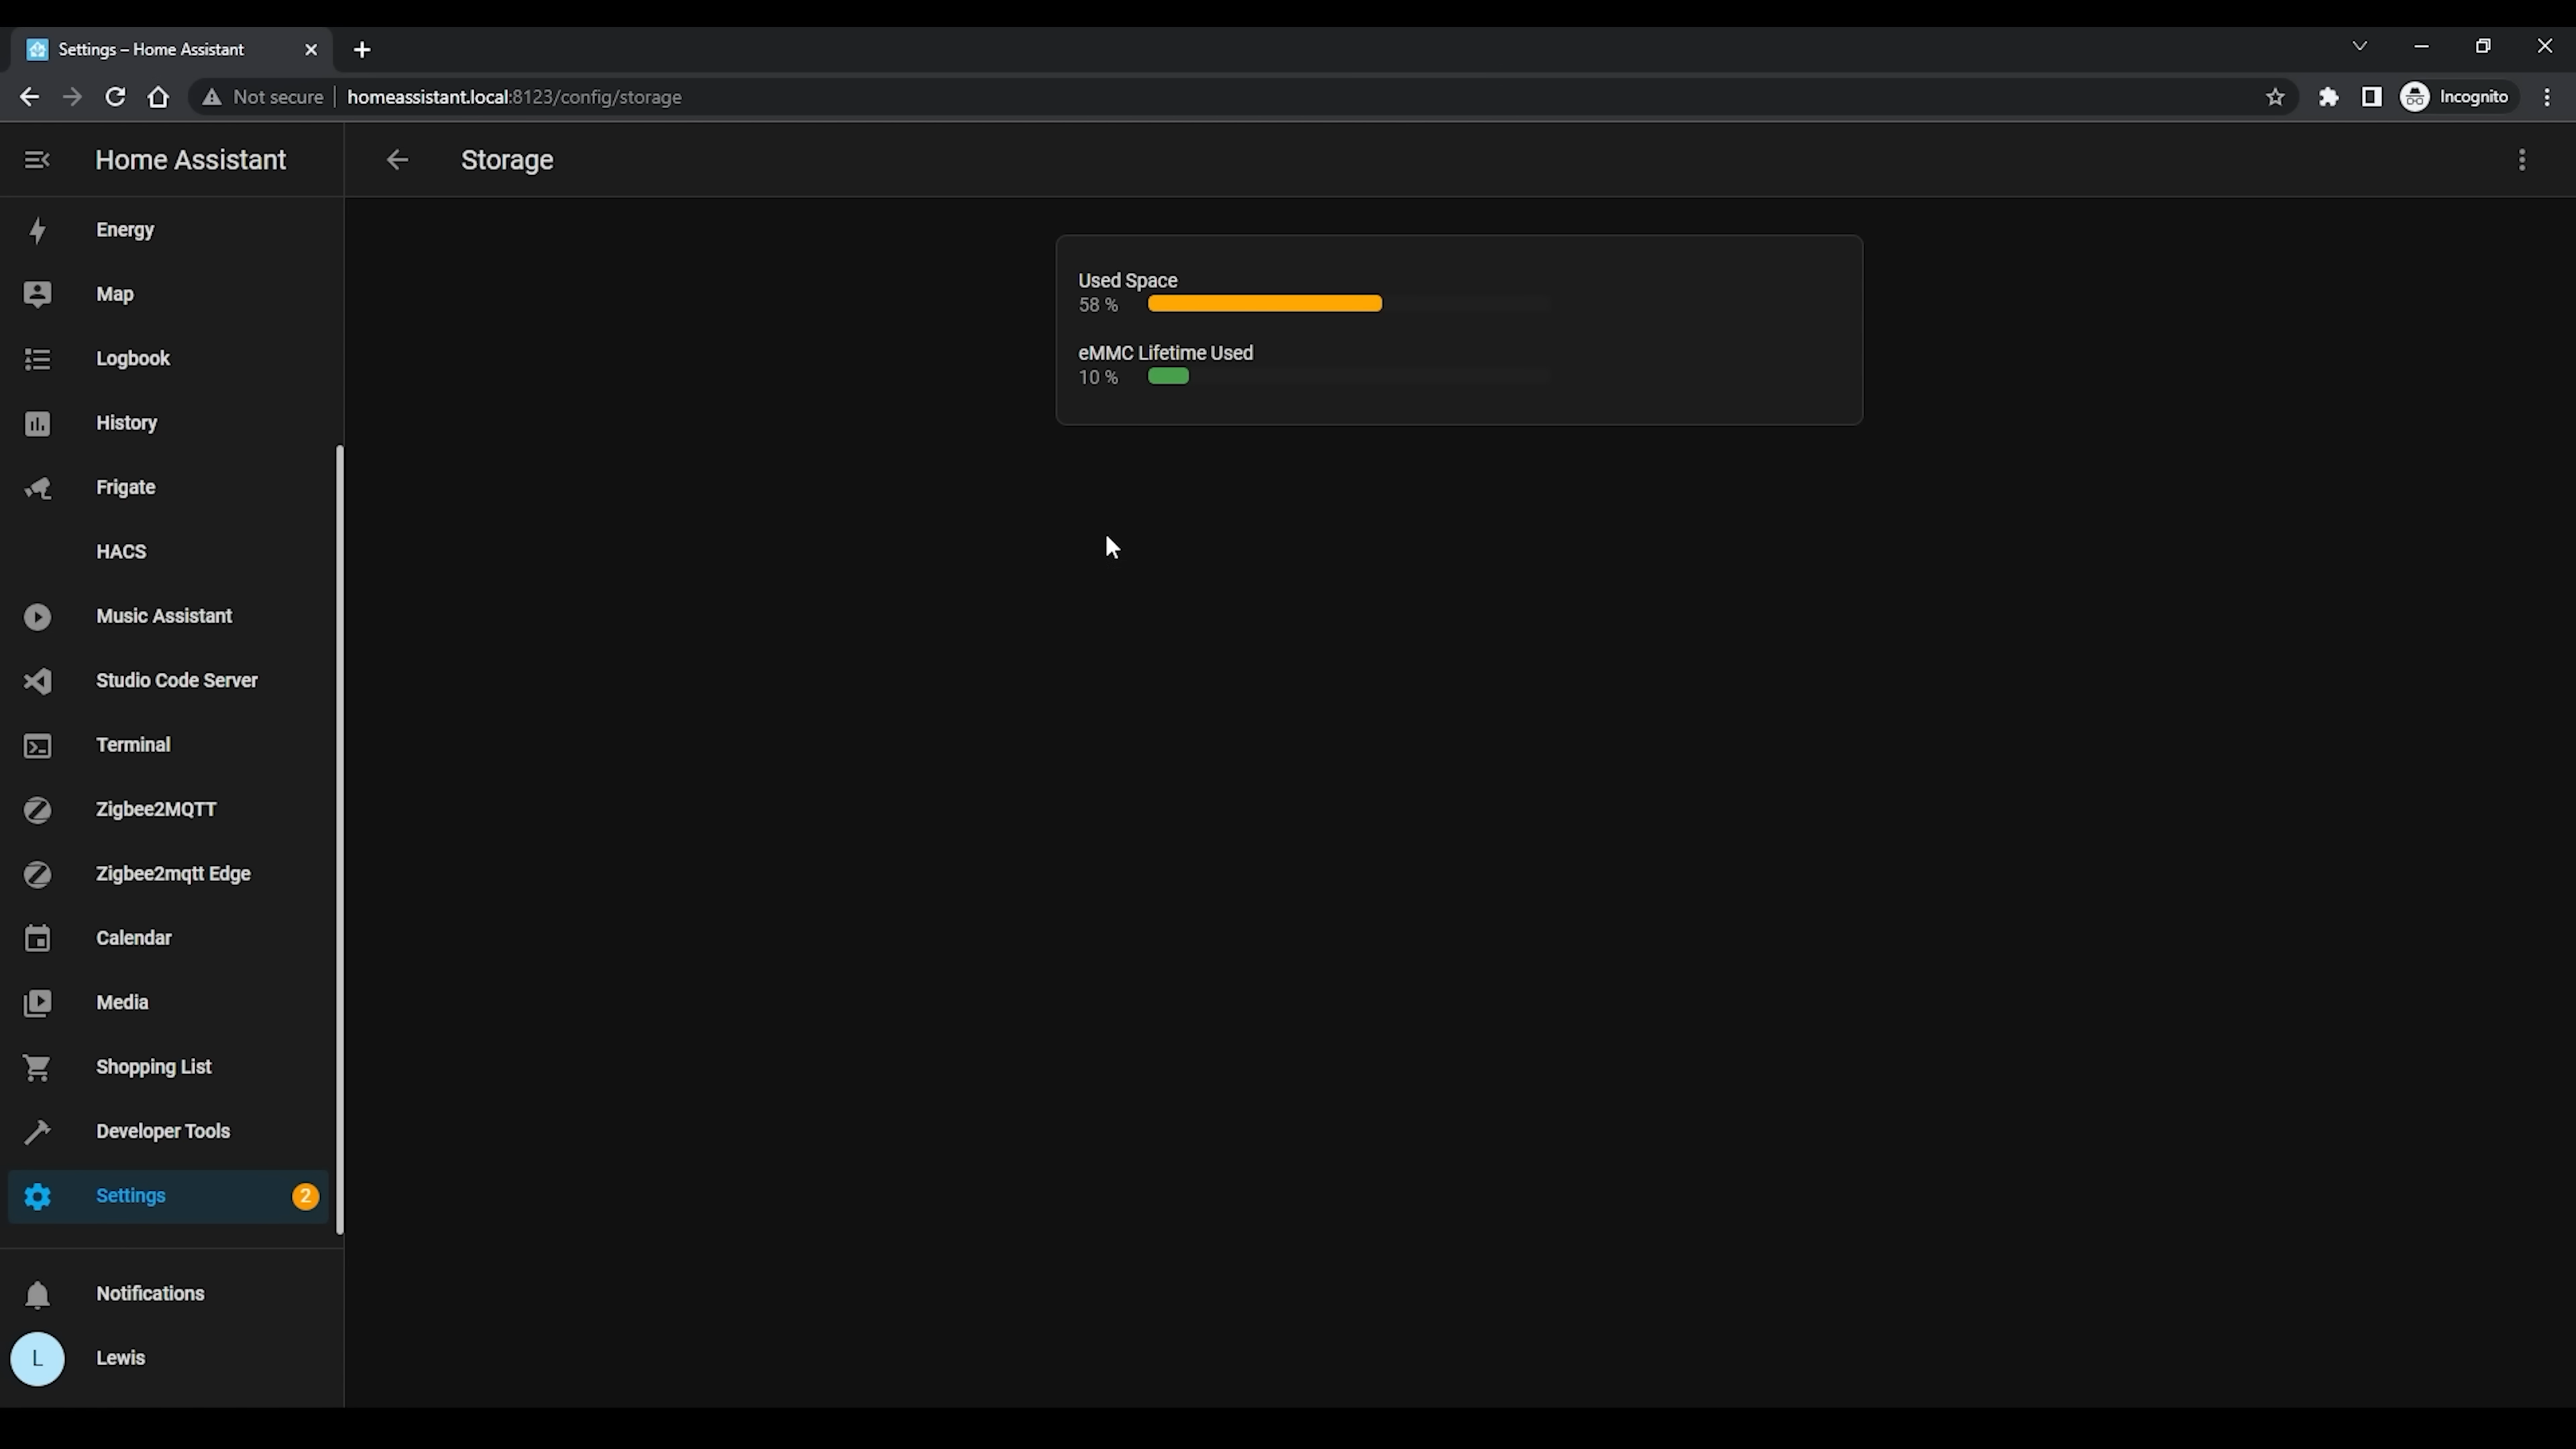 Settings – Home Assistant
Not secure
homeassistant.local:8123/config/storage
Incognito
Home Assistant
Storage
Energy
Map
Logbook
History
Frigate
HACS
Music Assistant
Studio Code Server
Terminal
Zigbee2MQTT
Zigbee2mqtt Edge
Calendar
Media
Shopping List
Developer Tools
Settings 2
Notifications
L Lewis
Used Space
58 %
eMMC Lifetime Used
10 %